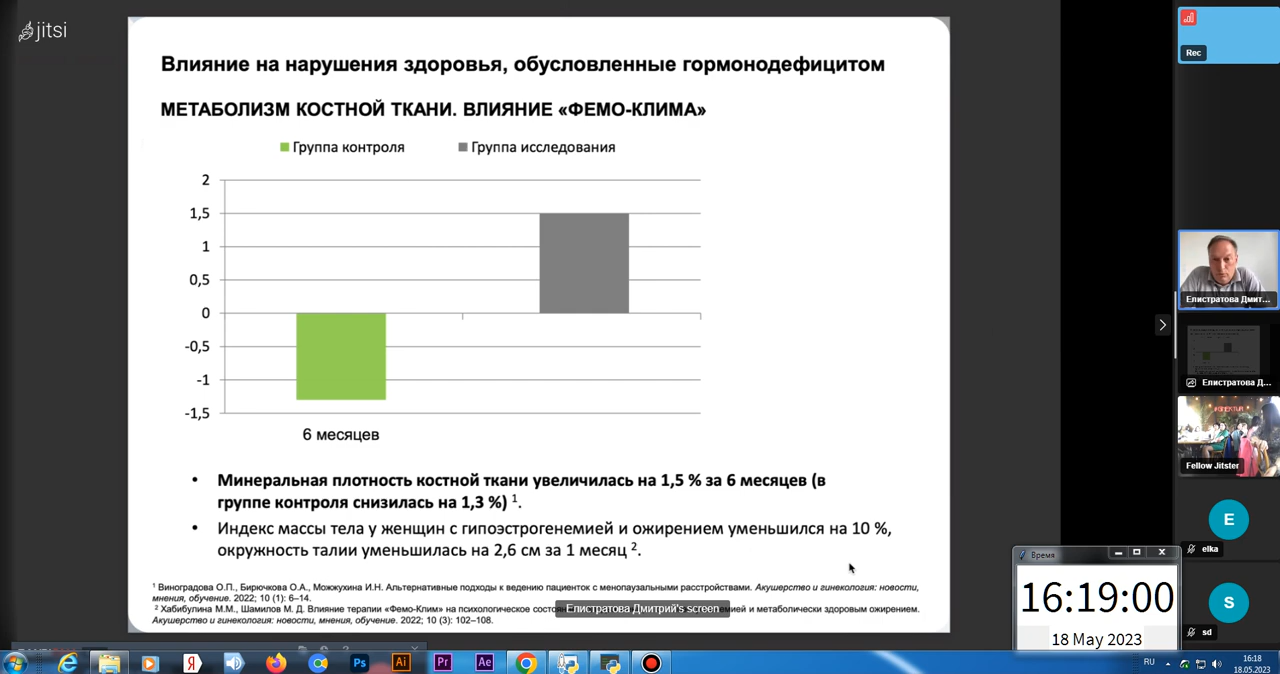 jitsi
Влияние на нарушения здоровья, обусловленные гормонодефицитом
МЕТАБОЛИЗМ КОСТНОЙ ТКАНИ. ВЛИЯНИЕ «ФЕМО-КЛИМА»
Группа контроля
Группа исследования
2
1,5
1
0,5
0
-0,5
-1
-1,5
6 месяцев
• Минеральная плотность костной ткани увеличилась на 1,5 % за 6 месяцев (в
группе контроля снизилась на 1,3 %) 1.
• Индекс массы тела у женщин с гипоэстрогенемией и ожирением уменьшился на 10 %,
окружность талии уменьшилась на 2,6 см за 1 месяц 2.
1 Виноградова О.П., Бирючкова О.А., Можжухина И.Н. Альтернативные подходы к ведению пациенток с менопаузальными расстройствами. Акушерство и гинекология: новости,
мнения, обучение. 2022; 10 (1): 6–14.
2 Хабибулина М.М., Шамилов М. Д. Влияние терапии «Фемо-Клим» на психологическое и метаболически здоровым ожирением.
Акушерство и гинекология: новости, мнения, обучение. 2022; 10 (3): 102–108.
Елистратова Дмитрий's screen
Rec
Елистратова Дмит...
Елистратова Д...
Fellow Jitster
E
elka
S
sd
Время
16:19:00
18 May 2023
Я
Ps
Ai
Pr
Ae
RU
16:18
18.05.2023